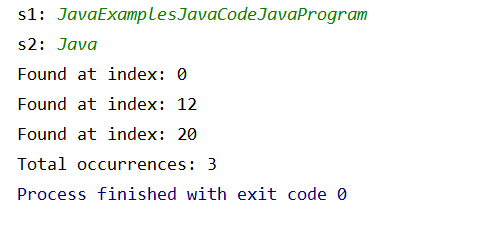 s1: JavaExamplesJavaCodeJavaProgram
s2: Java
Found at index: 0
Found at index: 12
Found at index: 20
Total occurrences: 3
Process finished with exit code 0